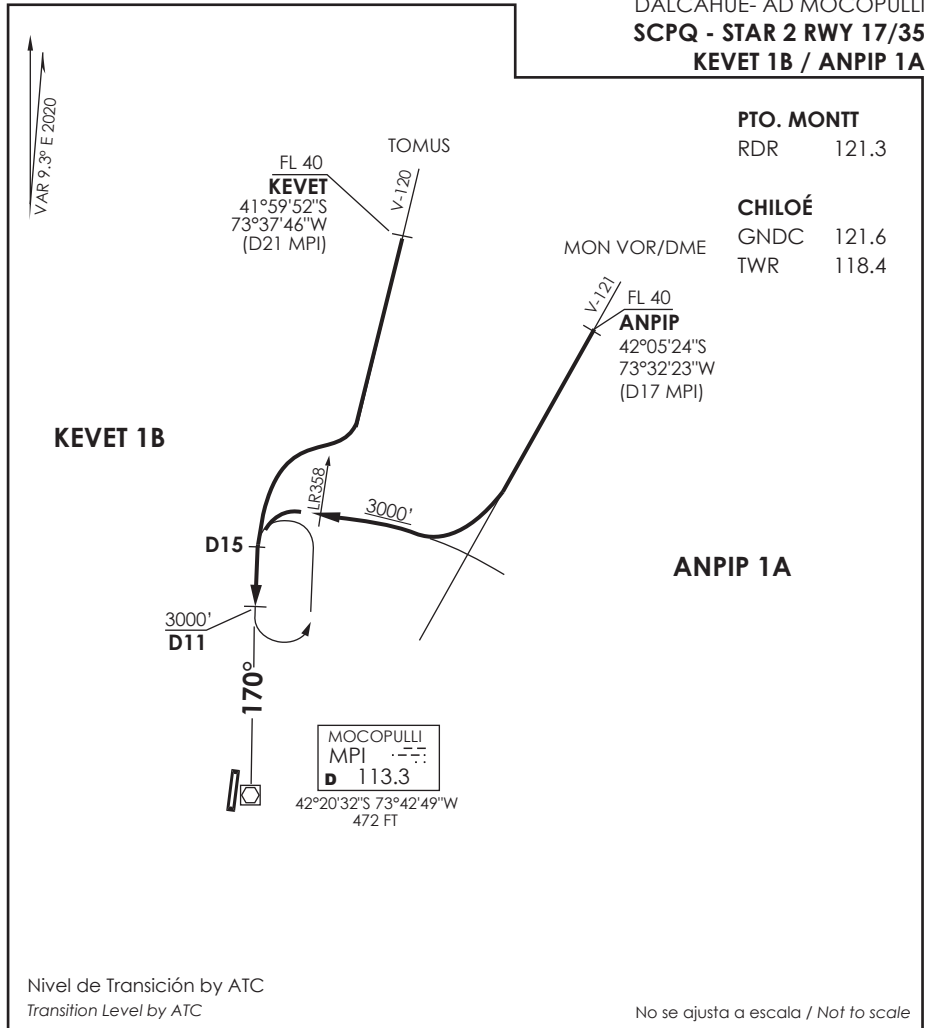 DALCAHUE- AD MOCOPULLI
SCPQ - STAR 2 RWY 17/35
KEVET 1B / ANPIP 1A
VAR 9.3° E 2020
PTO. MONTT
RDR 121.3
CHILOÉ
GNDC 121.6
TWR 118.4
TOMUS
V-120
FL 40
KEVET
41°59'52"S
73°37'46"W
(D21 MPI)
MON VOR/DME
V-121
FL 40
ANPIP
42°05'24"S
73°32'23"W
(D17 MPI)
KEVET 1B
LR358
3000'
D15
ANPIP 1A
3000'
D11
170°
MOCOPULLI
MPI
D 113.3
42°20'32"S 73°42'49"W
472 FT
Nivel de Transición by ATC
Transition Level by ATC
No se ajusta a escala / Not to scale